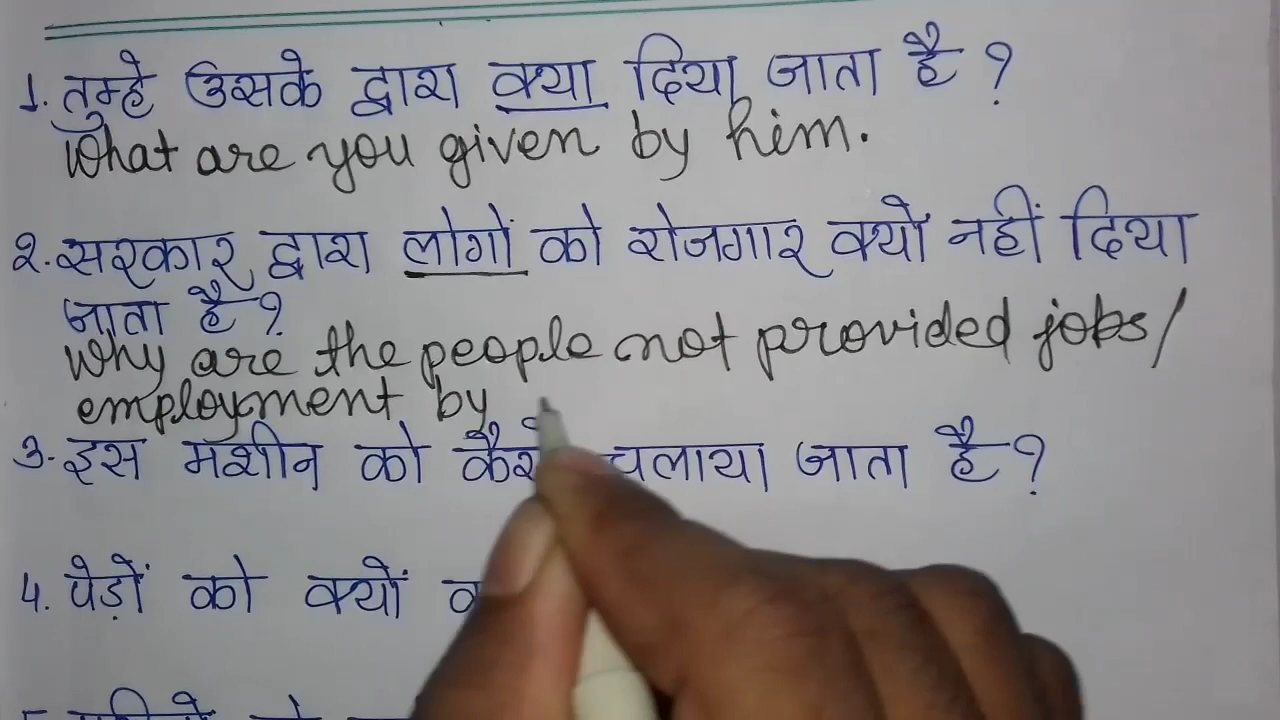 1. तुम्हे उसके द्वारा क्या दिया जाता है ?
What are you given by him.
2. सरकार द्वारा लोगों को रोजगार क्यों नहीं दिया
जाता है ?
Why are the people not provided jobs/
employment by
3. इस मशीन को चलाया जाता है ?
4. पेड़ों को क्यों